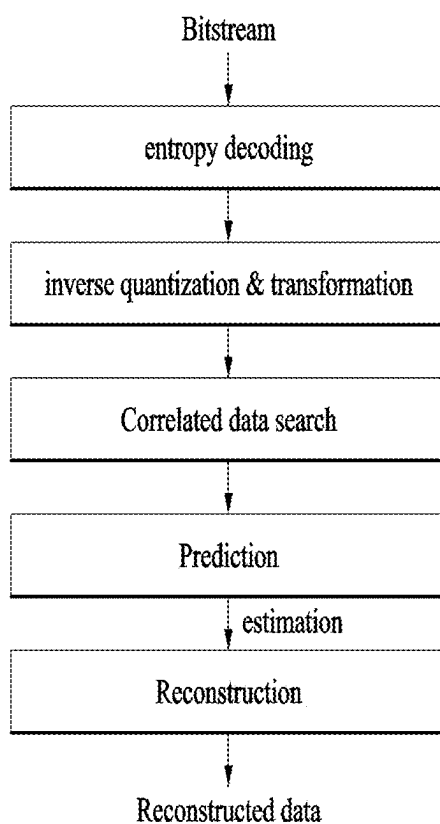 Bitstream
entropy decoding
inverse quantization & transformation
Correlated data search
Prediction
estimation
Reconstruction
Reconstructed data